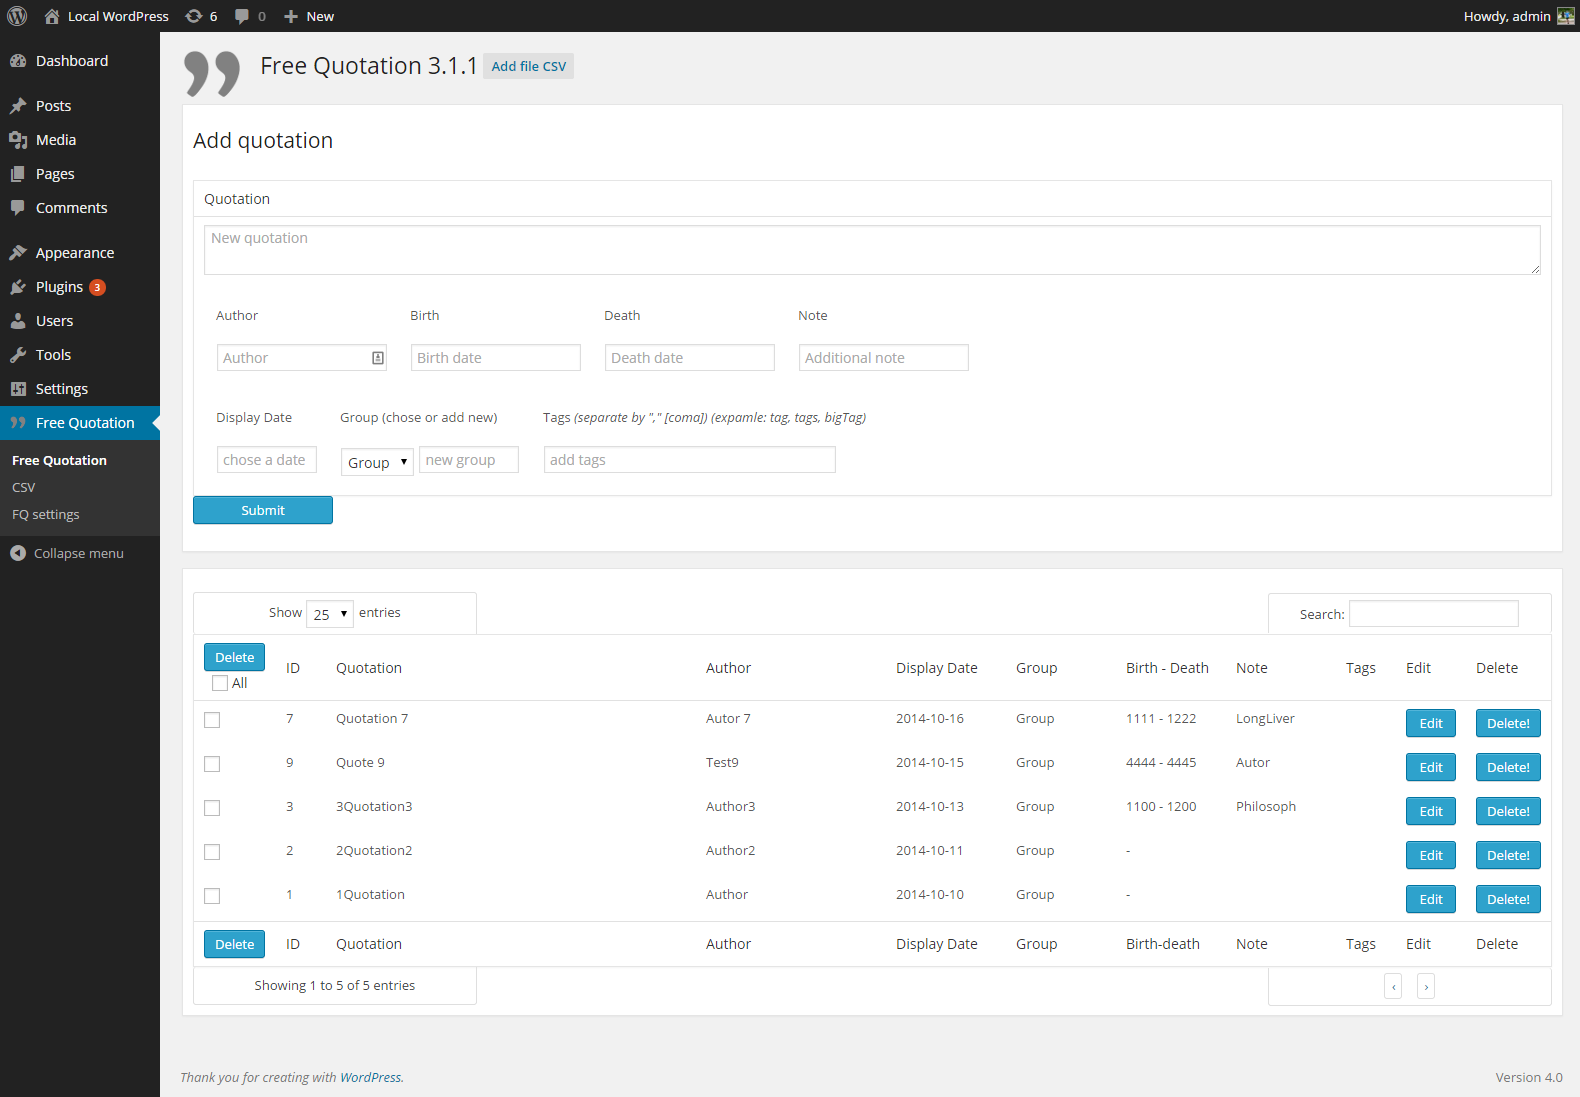 Local WordPress 6 0 New Howdy, admin
Dashboard
Posts
Media
Pages
Comments
Appearance
Plugins 3
Users
Tools
Settings
Free Quotation
Free Quotation
CSV
FQ settings
Collapse menu
Free Quotation 3.1.1 Add file CSV
Add quotation
Quotation
New quotation
Author Birth Death Note
Author Birth date Death date Additional note
Display Date Group (chose or add new) Tags (separate by "," [coma]) (expamle: tag, tags, bigTag)
chose a date Group new group add tags
Submit
Show 25 entries Search:
Delete
All ID Quotation Author Display Date Group Birth - Death Note Tags Edit Delete
7 Quotation 7 Autor 7 2014-10-16 Group 1111 - 1222 LongLiver Edit Delete!
9 Quote 9 Test9 2014-10-15 Group 4444 - 4445 Autor Edit Delete!
3 3Quotation3 Author3 2014-10-13 Group 1100 - 1200 Philosoph Edit Delete!
2 2Quotation2 Author2 2014-10-11 Group - Edit Delete!
1 1Quotation Author 2014-10-10 Group - Edit Delete!
Delete ID Quotation Author Display Date Group Birth-death Note Tags Edit Delete
Showing 1 to 5 of 5 entries ‹ ›
Thank you for creating with WordPress. Version 4.0